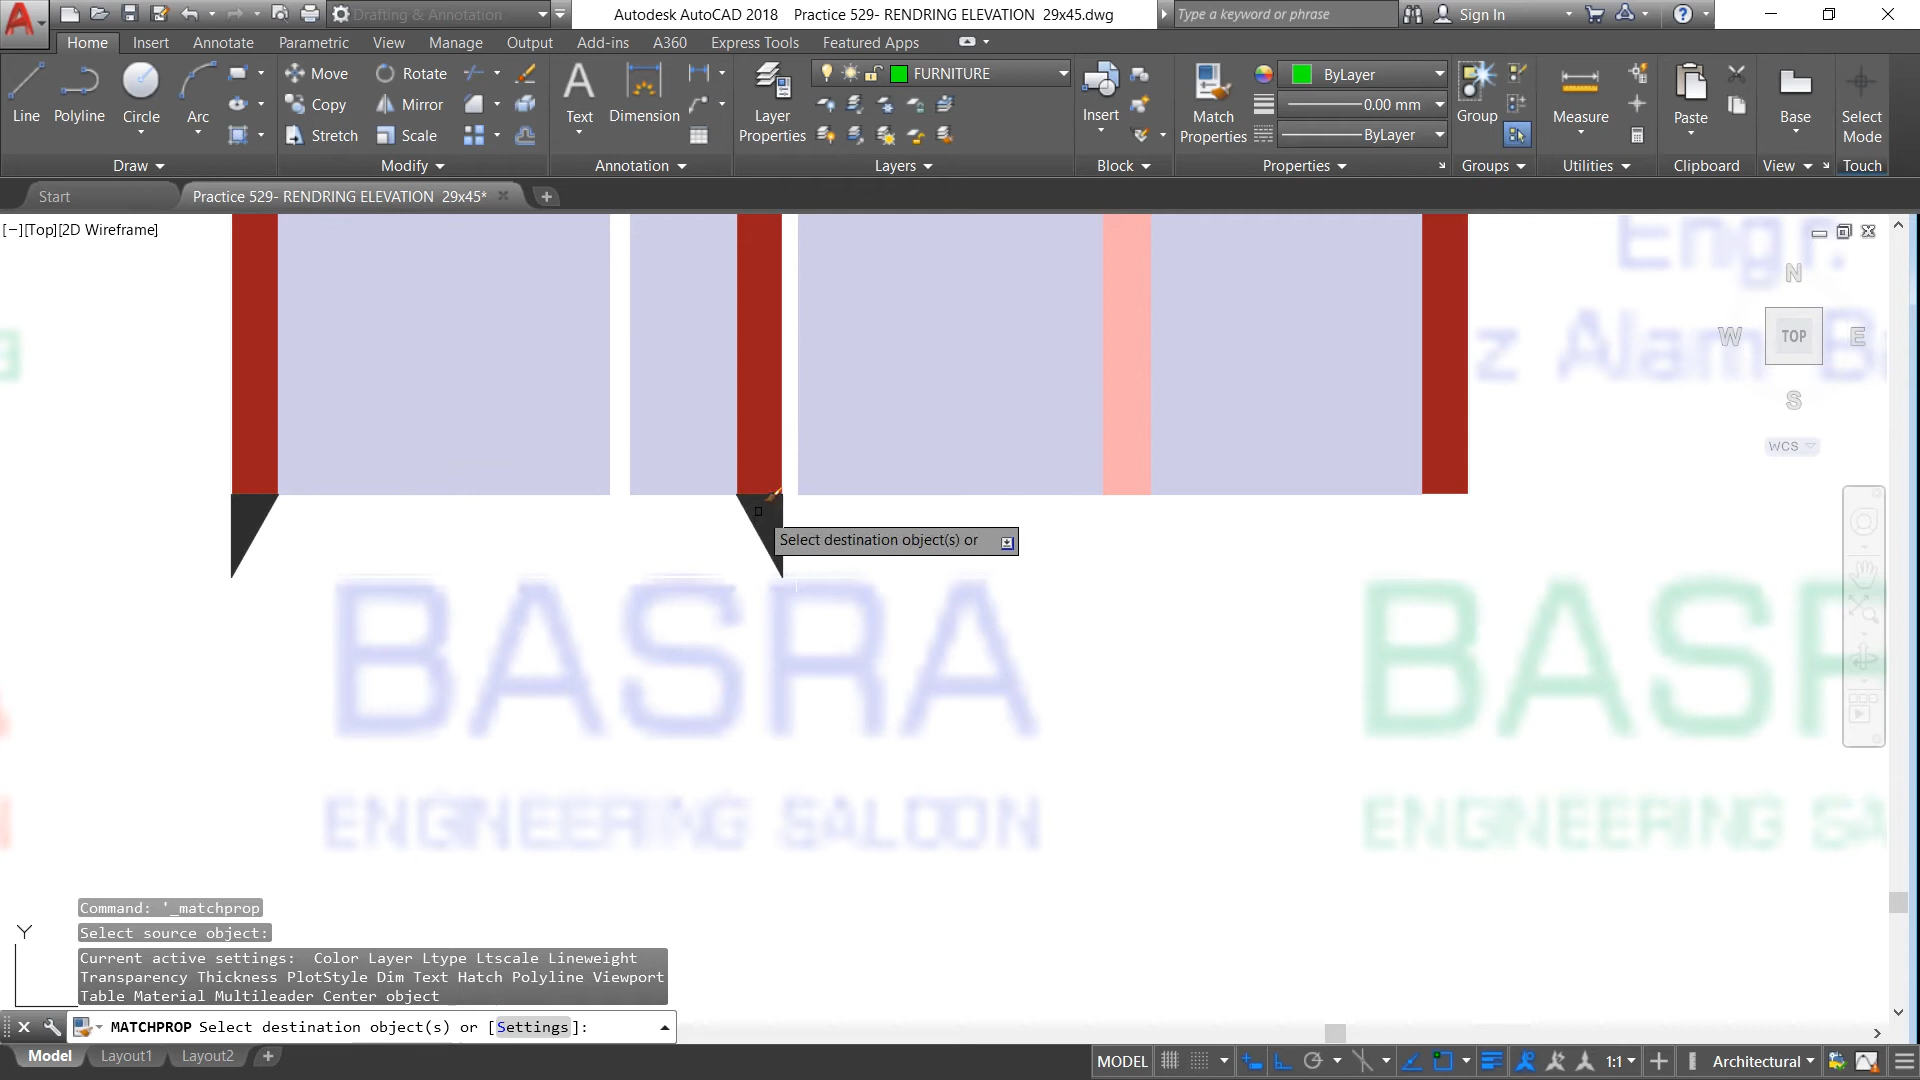 Drafting & Annotation
Autodesk AutoCAD 2018 Practice 529- RENDRING ELEVATION 29x45.dwg
Type a keyword or phrase
Sign In
Home Insert Annotate Parametric View Manage Output Add-ins A360 Express Tools Featured Apps
Line
Polyline
Circle
Arc
Draw
Move
Rotate
Copy
Mirror
Stretch
Scale
Modify
Text
Dimension
Annotation
Layer
Properties
FURNITURE
Layers
Insert
Block
Match
Properties
ByLayer
0.00 mm
ByLayer
Properties
Group
Groups
Measure
Utilities
Paste
Clipboard
Base
View
Select
Mode
Touch
Start
Practice 529- RENDRING ELEVATION 29x45*
[−][Top][2D Wireframe]
Engr.
z Alam Ba
N
W TOP E
S
WCS
Select destination object(s) or
BASRA
ENGINEERING SALOON
BASR
ENGINEERING SA
Y
Command: '_matchprop
Select source object:
Current active settings: Color Layer Ltype Ltscale Lineweight
Transparency Thickness PlotStyle Dim Text Hatch Polyline Viewport
Table Material Multileader Center object
MATCHPROP Select destination object(s) or [Settings]:
Model Layout1 Layout2
MODEL
1:1
Architectural